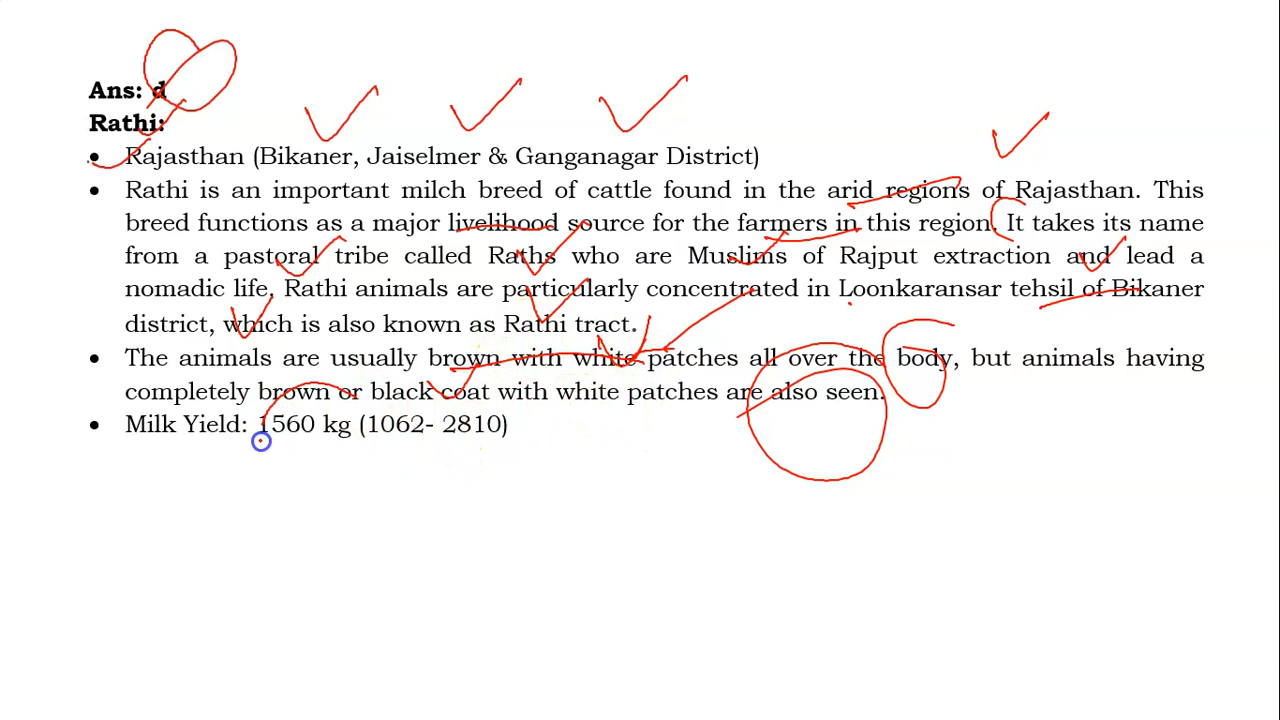 Ans: d
Rathi:
• Rajasthan (Bikaner, Jaiselmer & Ganganagar District)
• Rathi is an important milch breed of cattle found in the arid regions of Rajasthan. This
breed functions as a major livelihood source for the farmers in this region. It takes its name
from a pastoral tribe called Raths who are Muslims of Rajput extraction and lead a
nomadic life. Rathi animals are particularly concentrated in Loonkaransar tehsil of Bikaner
district, which is also known as Rathi tract.
• The animals are usually brown with white patches all over the body, but animals having
completely brown or black coat with white patches are also seen.
• Milk Yield: 1560 kg (1062- 2810)